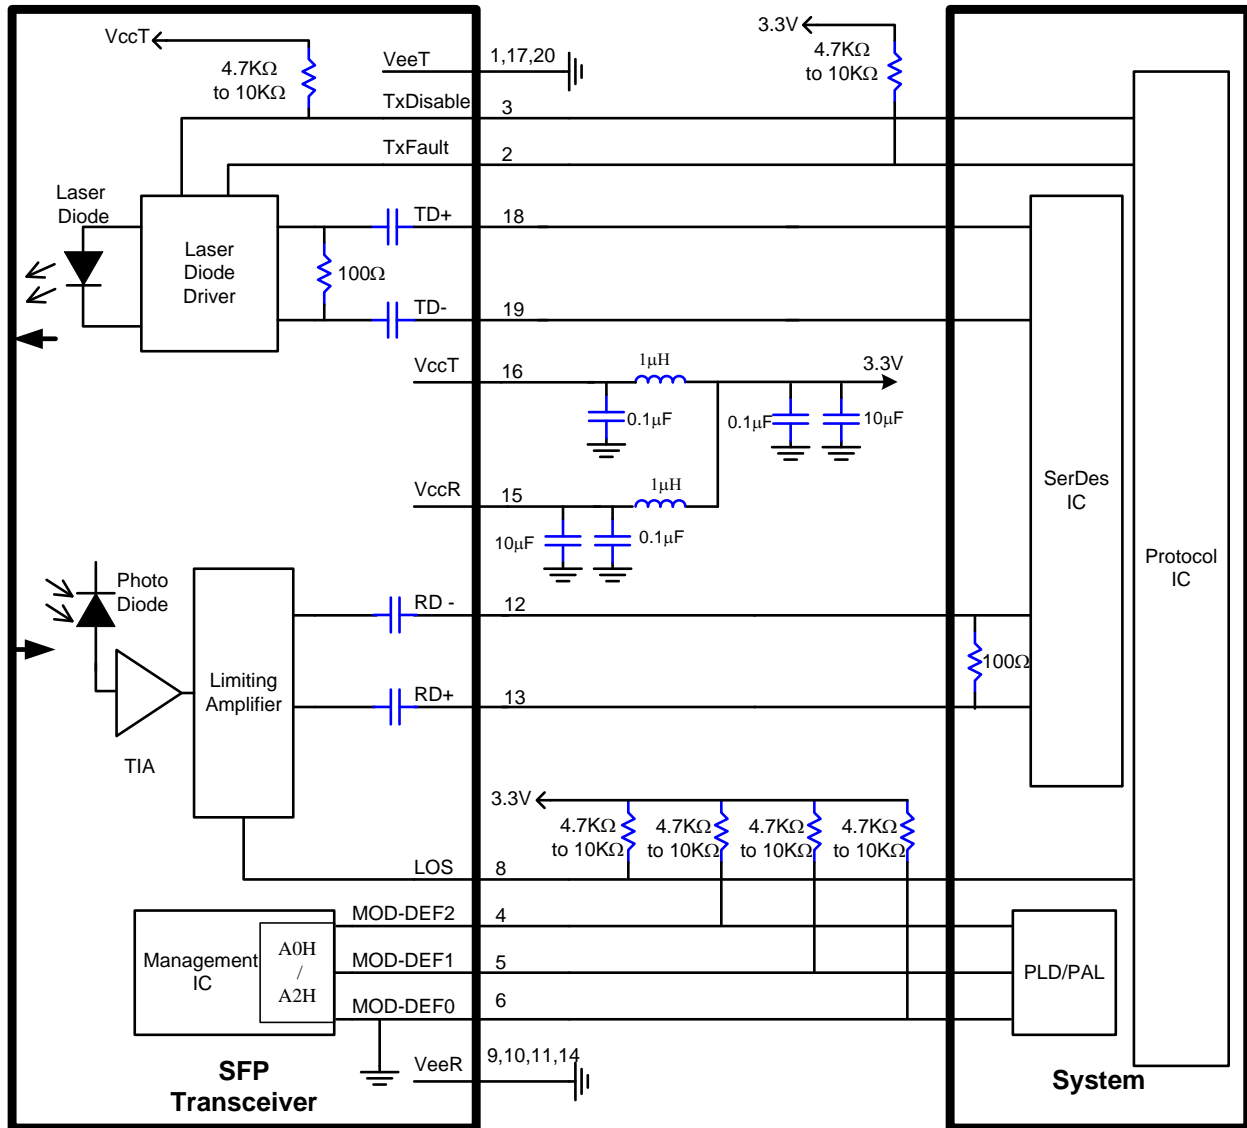 VccT
4.7KΩ
to 10KΩ
VeeT
1,17,20
3.3V
4.7KΩ
to 10KΩ
TxDisable
3
TxFault
2
Laser
Diode
Laser
Diode
Driver
100Ω
TD+
18
TD-
19
VccT
16
1μH
3.3V
0.1μF
0.1μF
10μF
VccR
15
1μH
10μF
0.1μF
SerDes
IC
Protocol
IC
Photo
Diode
TIA
Limiting
Amplifier
RD -
12
RD+
13
100Ω
3.3V
4.7KΩ
to 10KΩ
4.7KΩ
to 10KΩ
4.7KΩ
to 10KΩ
4.7KΩ
to 10KΩ
LOS
8
Management
IC
A0H
/
A2H
MOD-DEF2
4
MOD-DEF1
5
MOD-DEF0
6
PLD/PAL
VeeR
9,10,11,14
SFP
Transceiver
System